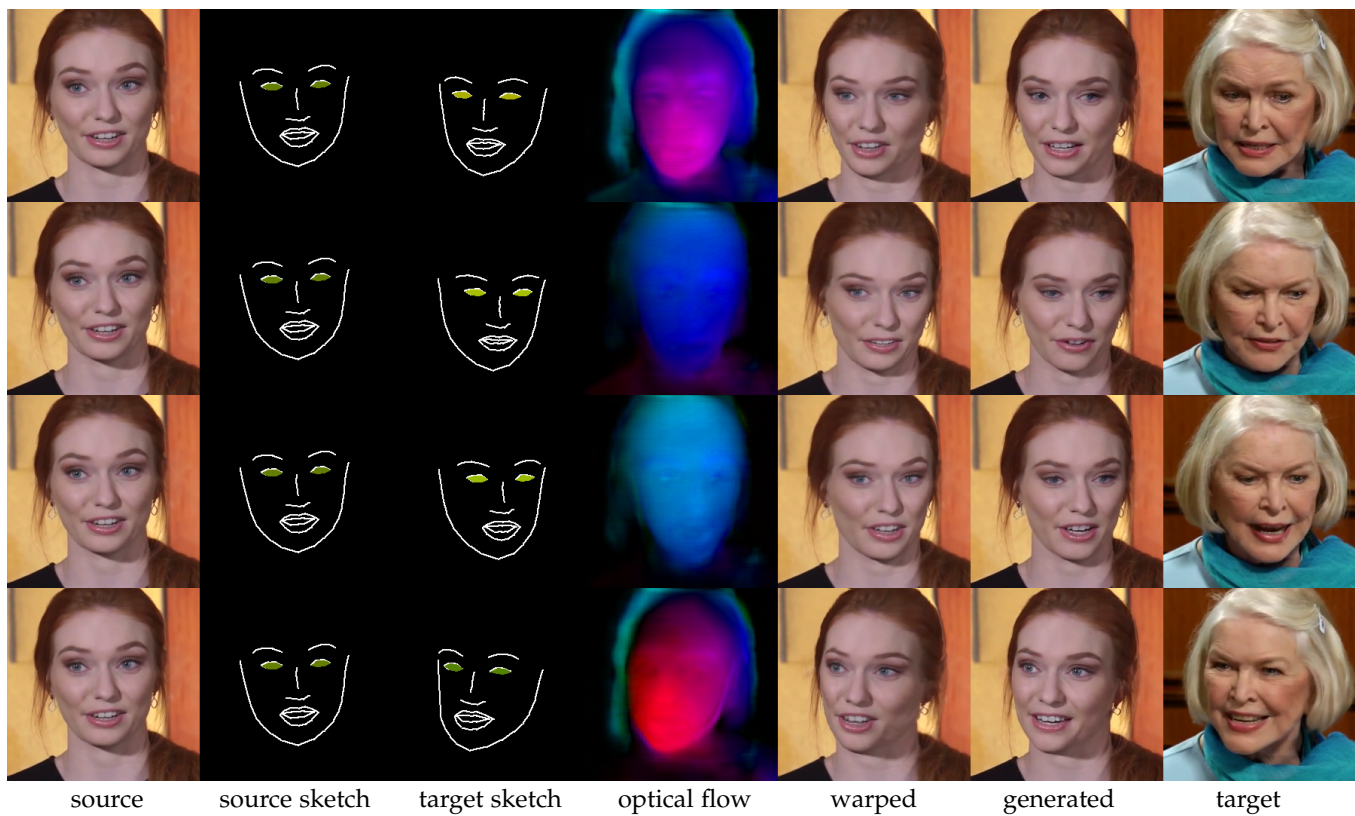 source source sketch target sketch optical flow warped generated target